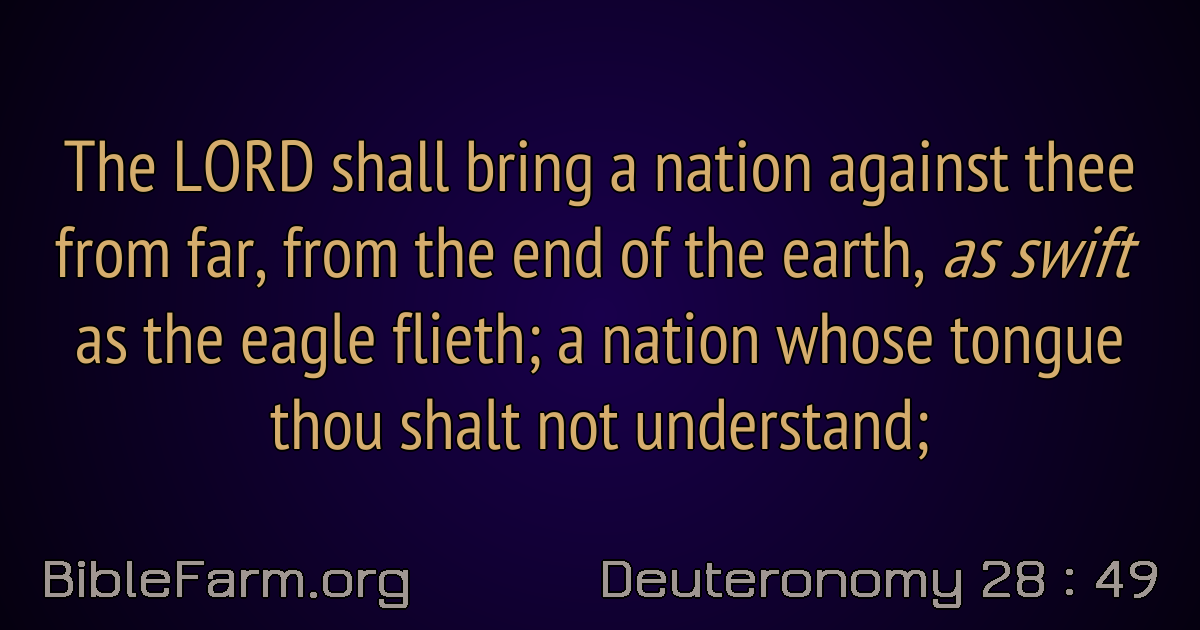 The LORD shall bring a nation against thee
from far, from the end of the earth, as swift
as the eagle flieth; a nation whose tongue
thou shalt not understand;
BibleFarm.org
Deuteronomy 28 : 49